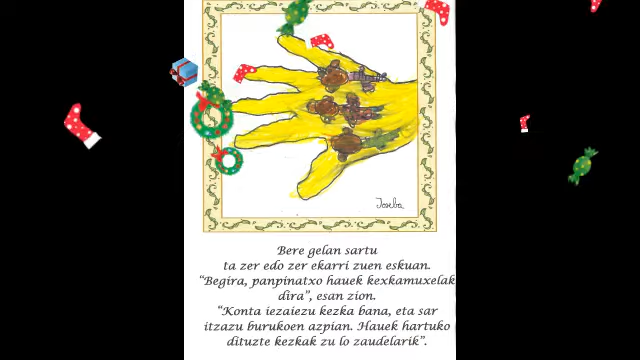 Joseba
Bere gelan sartu
ta zer edo zer ekarri zuen eskuan.
“Begira, panpinatxo hauek kexkamuxelak
dira”, esan zion.
“Konta iezaiezu kezka bana, eta sar
itzazu burukoen azpian. Hauek hartuko
dituzte kezkak zu lo zaudelarik”.